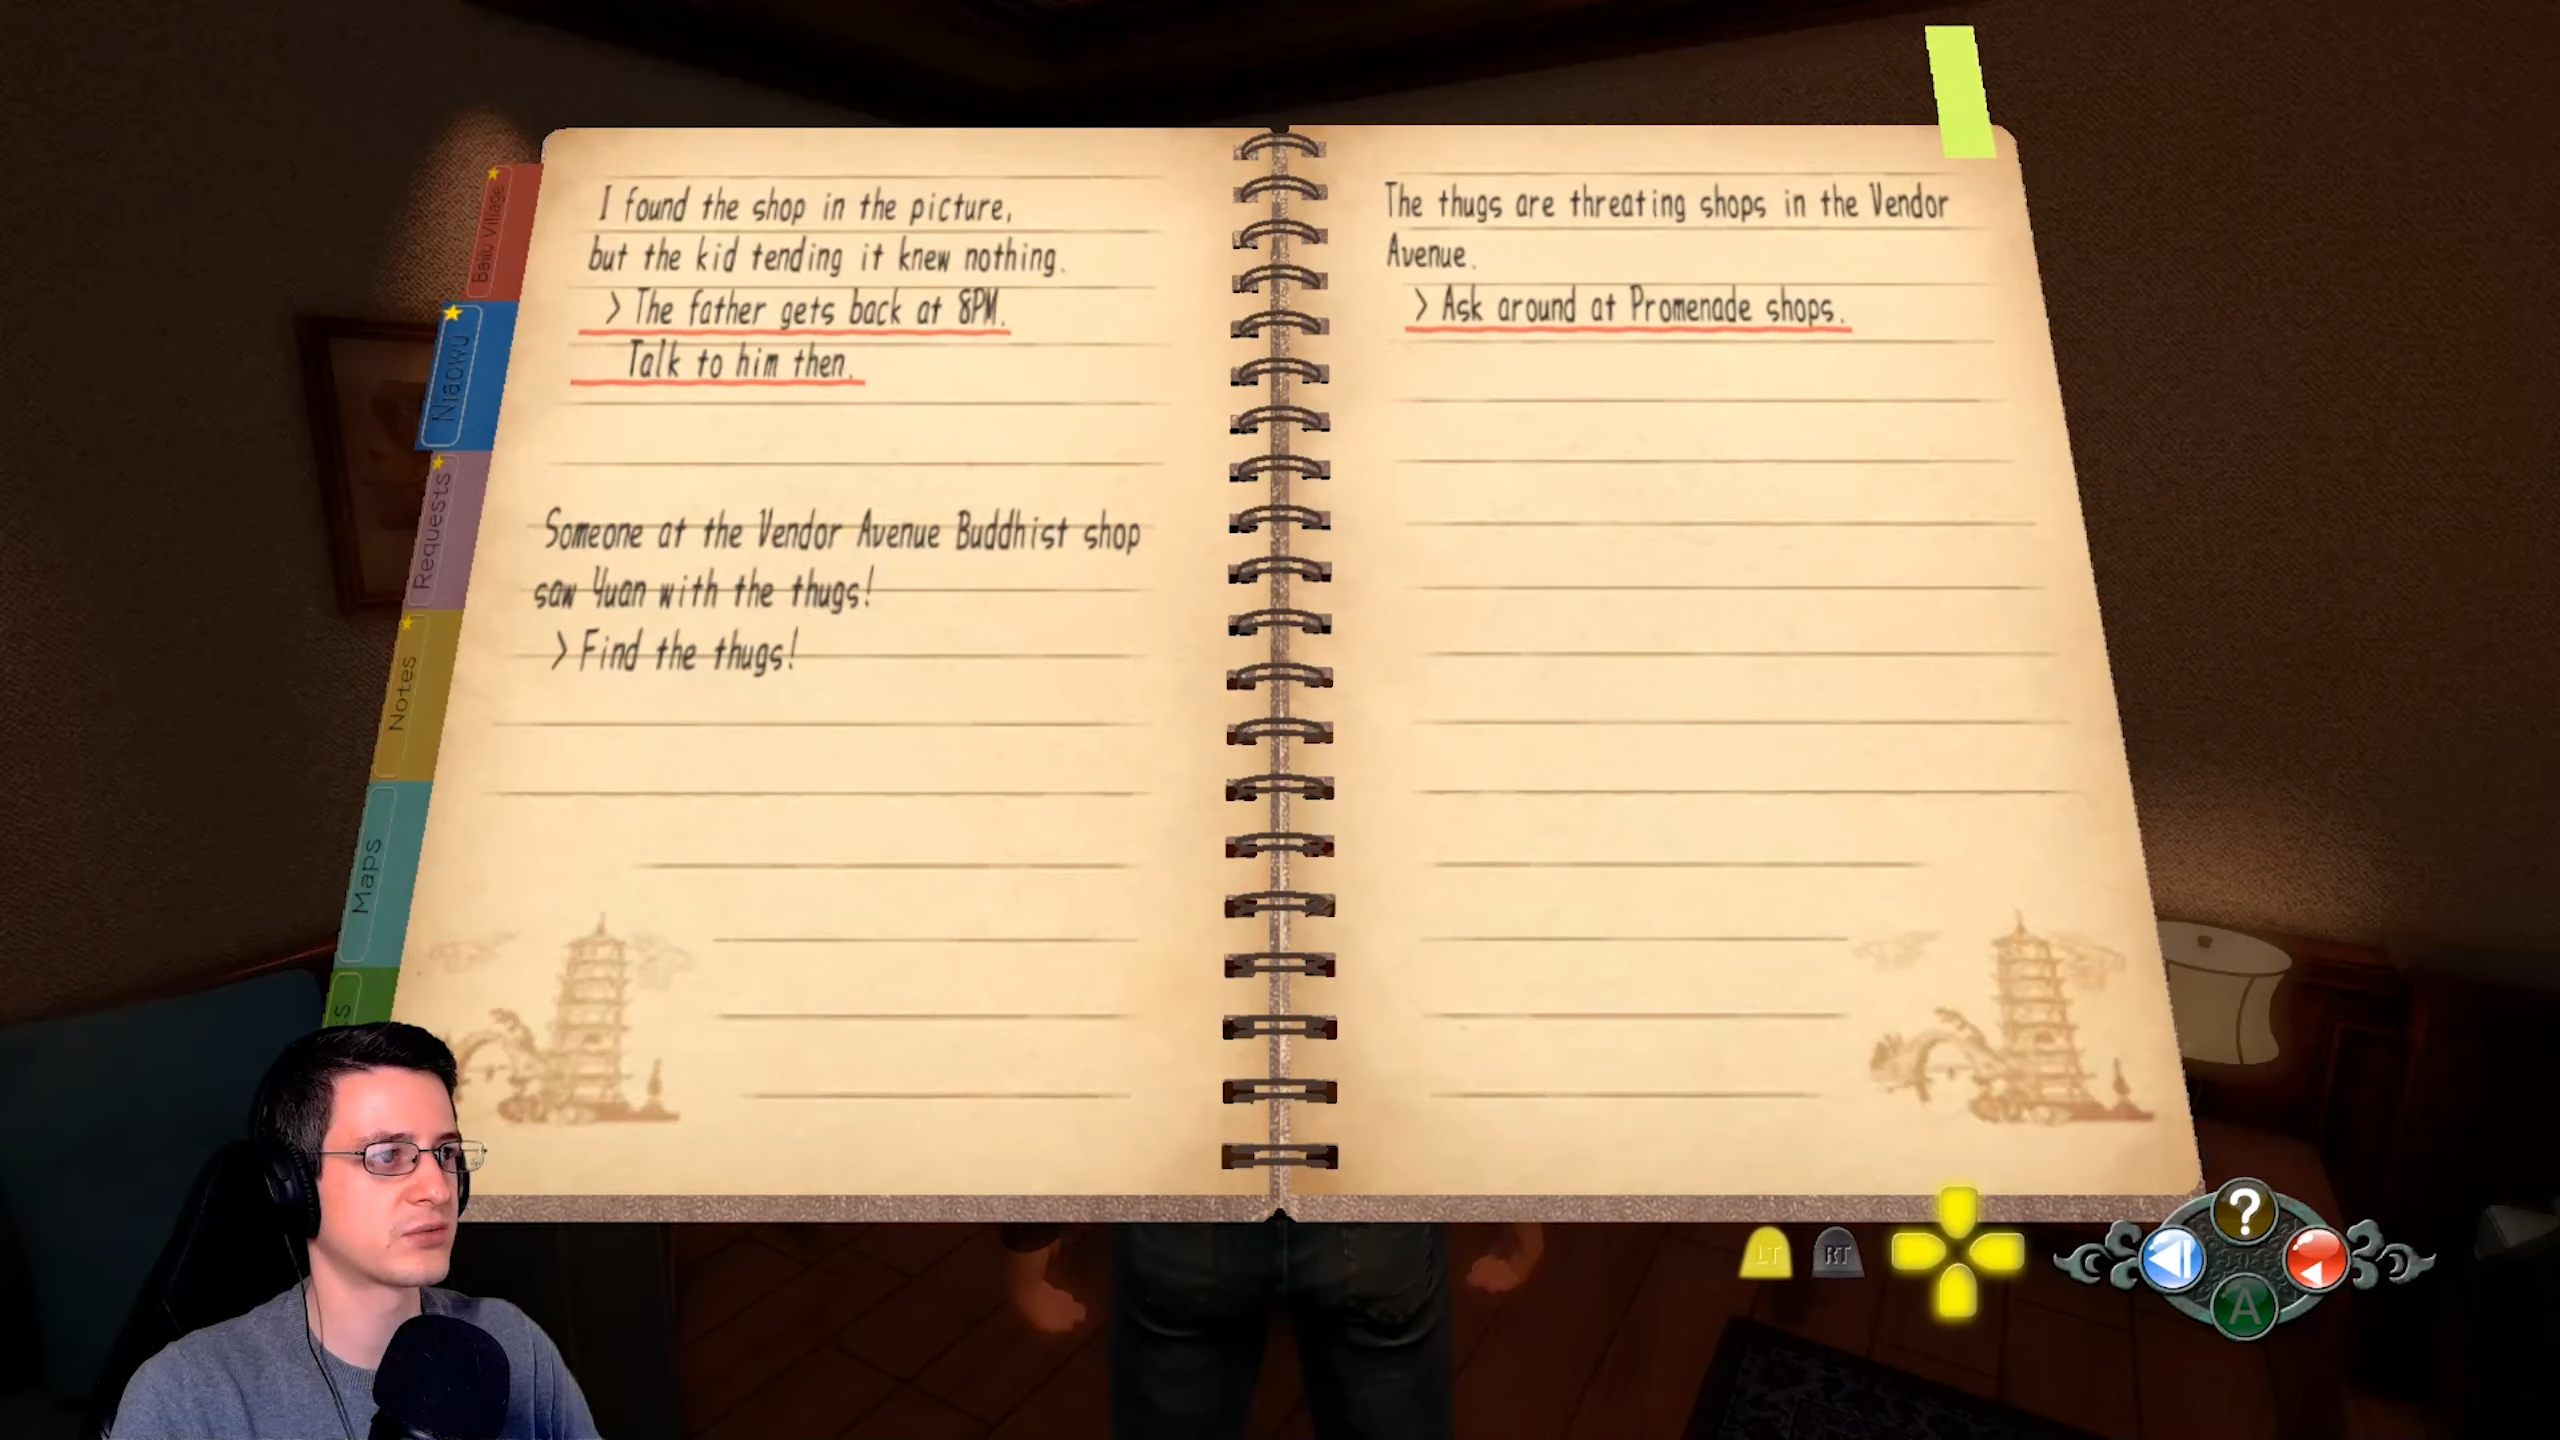 Bailu Village
Niaowu
Requests
Notes
Maps
s
I found the shop in the picture,
but the kid tending it knew nothing.
> The father gets back at 8PM.
Talk to him then.
Someone at the Vendor Avenue Buddhist shop
saw Yuan with the thugs!
> Find the thugs!
The thugs are threating shops in the Vendor
Avenue.
> Ask around at Promenade shops.
LT
RT
?
A